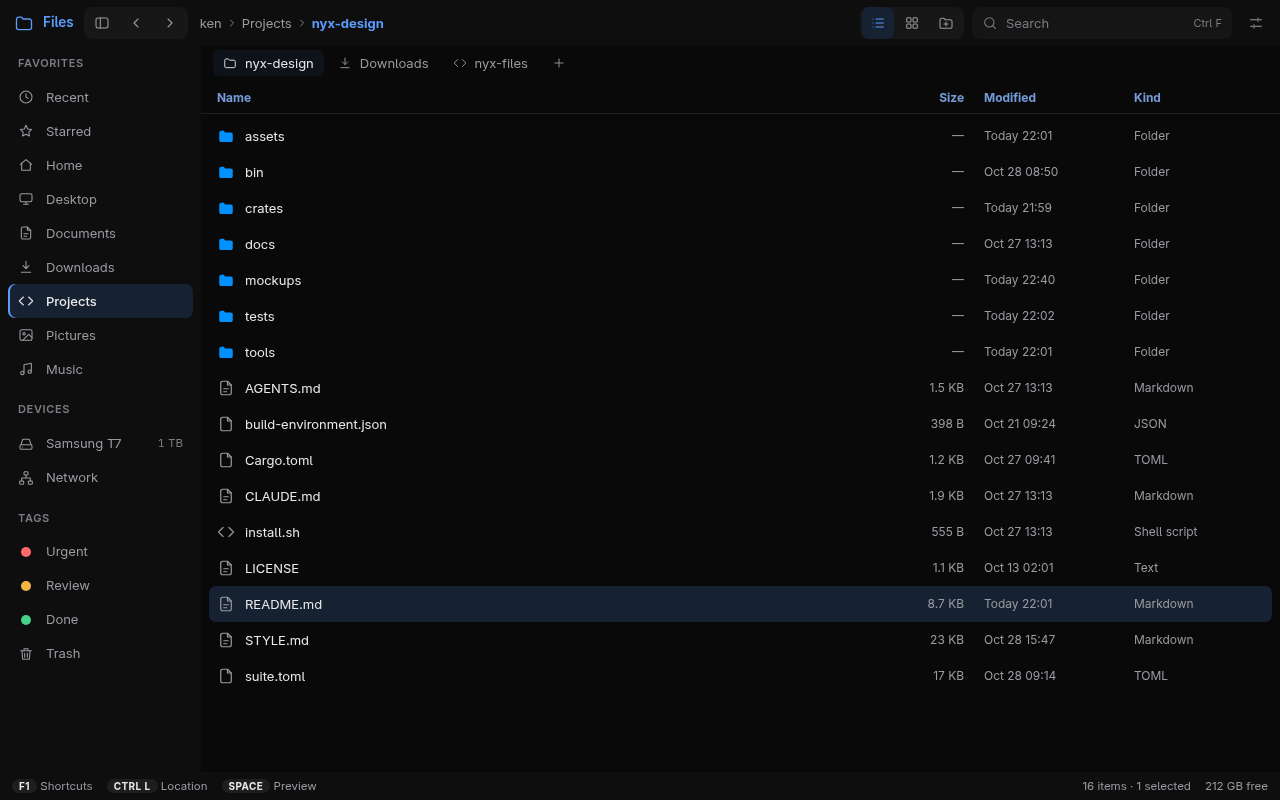 Files
ken Projects nyx-design
Search Ctrl F
FAVORITES
Recent
Starred
Home
Desktop
Documents
Downloads
Projects
Pictures
Music
DEVICES
Samsung T7 1 TB
Network
TAGS
Urgent
Review
Done
Trash
nyx-design Downloads nyx-files
Name Size Modified Kind
assets — Today 22:01 Folder
bin — Oct 28 08:50 Folder
crates — Today 21:59 Folder
docs — Oct 27 13:13 Folder
mockups — Today 22:40 Folder
tests — Today 22:02 Folder
tools — Today 22:01 Folder
AGENTS.md 1.5 KB Oct 27 13:13 Markdown
build-environment.json 398 B Oct 21 09:24 JSON
Cargo.toml 1.2 KB Oct 27 09:41 TOML
CLAUDE.md 1.9 KB Oct 27 13:13 Markdown
install.sh 555 B Oct 27 13:13 Shell script
LICENSE 1.1 KB Oct 13 02:01 Text
README.md 8.7 KB Today 22:01 Markdown
STYLE.md 23 KB Oct 28 15:47 Markdown
suite.toml 17 KB Oct 28 09:14 TOML
F1 Shortcuts CTRL L Location SPACE Preview
16 items · 1 selected 212 GB free